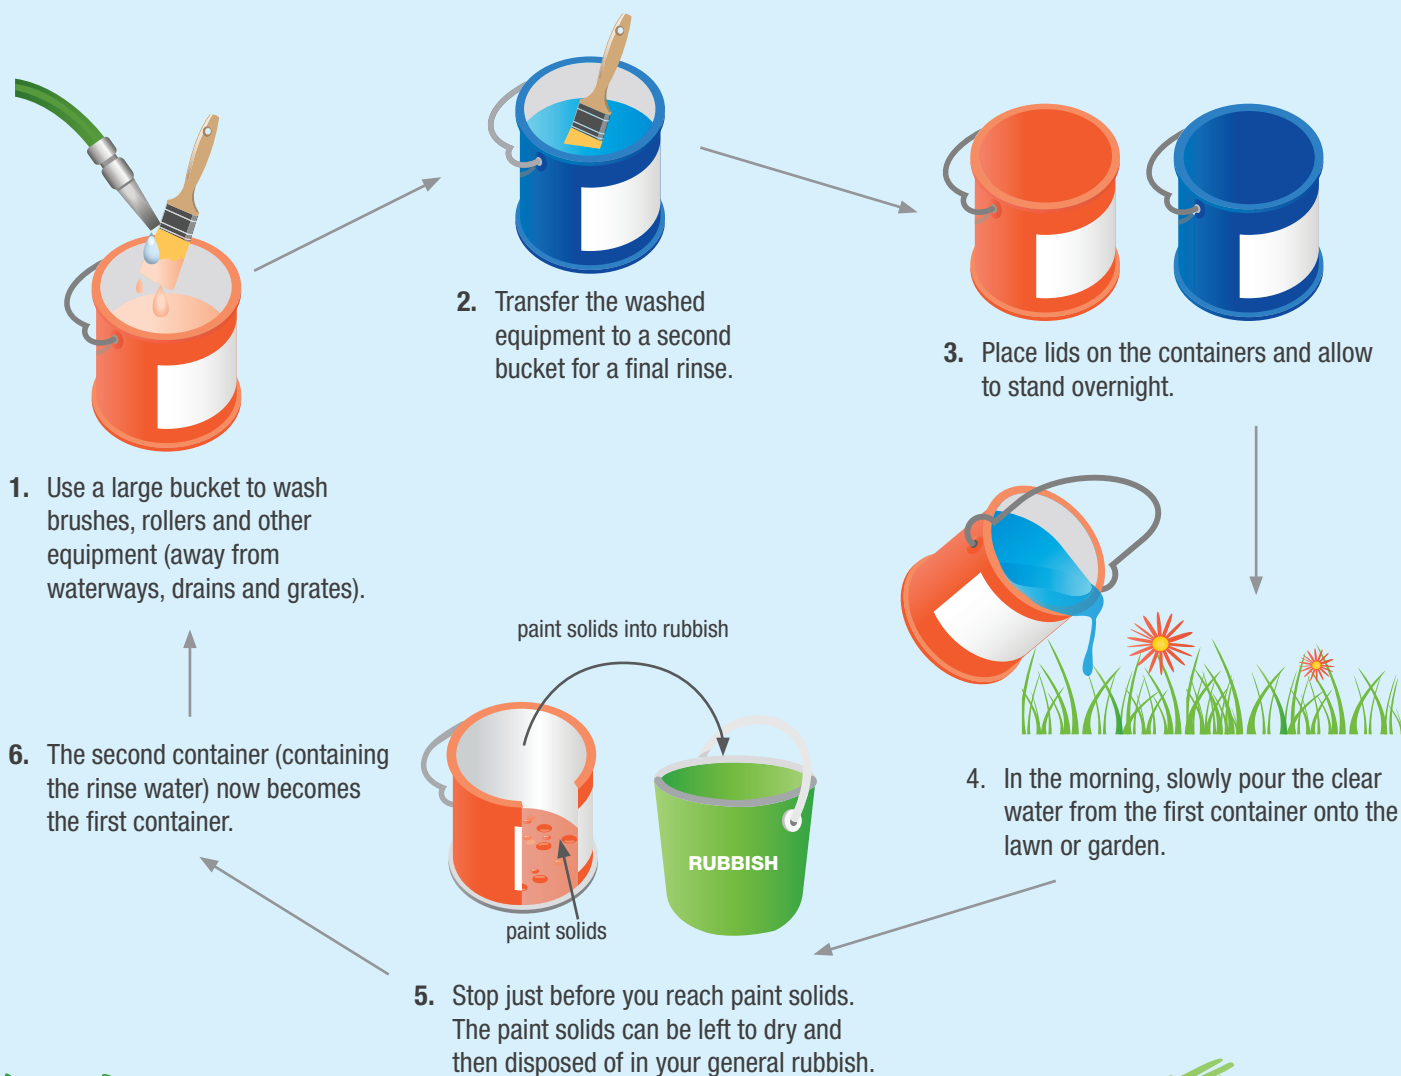 1. Use a large bucket to wash
brushes, rollers and other
equipment (away from
waterways, drains and grates).
2. Transfer the washed
equipment to a second
bucket for a final rinse.
3. Place lids on the containers and allow
to stand overnight.
4. In the morning, slowly pour the clear
water from the first container onto the
lawn or garden.
paint solids into rubbish
RUBBISH
paint solids
5. Stop just before you reach paint solids.
The paint solids can be left to dry and
then disposed of in your general rubbish.
6. The second container (containing
the rinse water) now becomes
the first container.